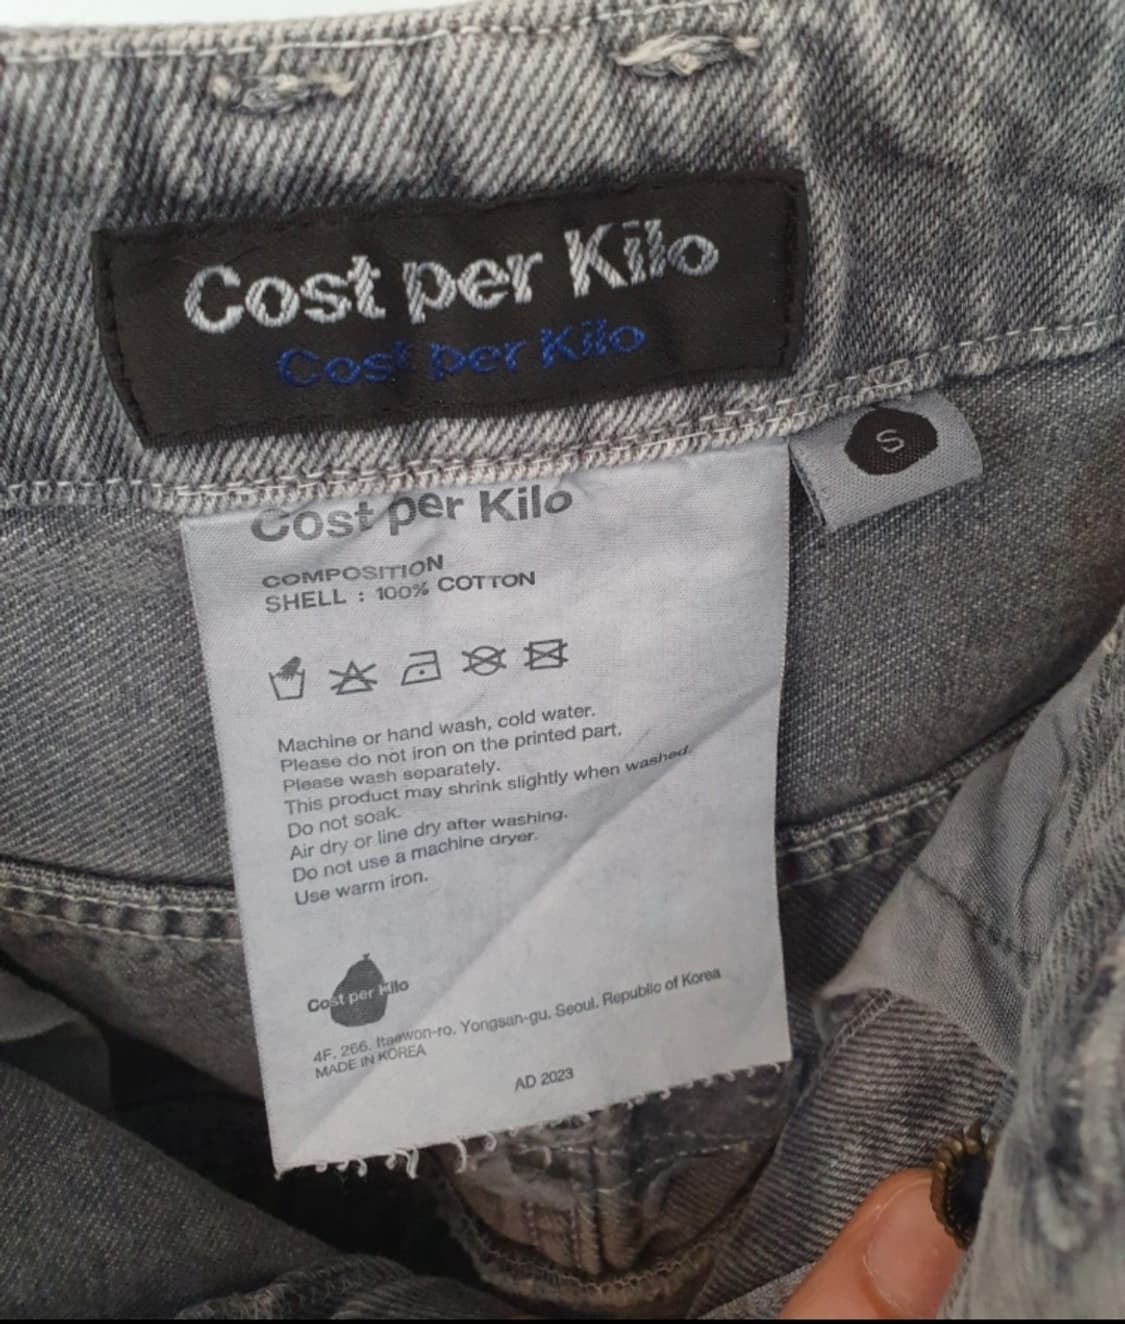 Cost per Kilo
Cost per Kilo
S
Cost per Kilo
COMPOSITION
SHELL : 100% COTTON
Machine or hand wash, cold water.
Please do not iron on the printed part.
Please wash separately.
This product may shrink slightly when washed.
Do not soak.
Air dry or line dry after washing.
Do not use a machine dryer.
Use warm iron.
Cost per Kilo
4F, 266, Itaewon-ro, Yongsan-gu, Seoul, Republic of Korea
MADE IN KOREA
AD 2023